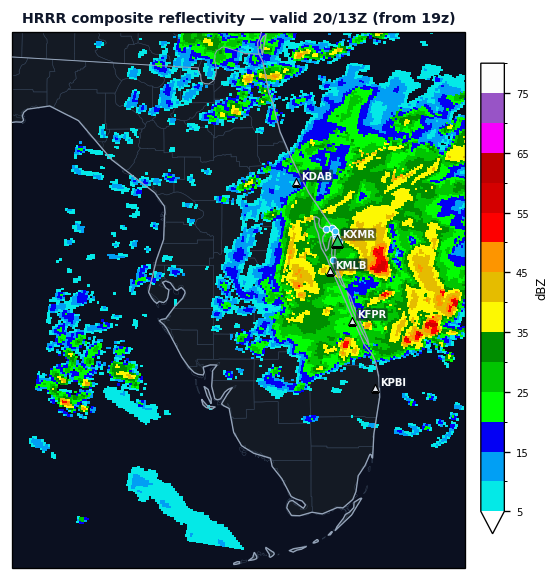 HRRR composite reflectivity — valid 20/13Z (from 19z)
75
65
55
45
35
25
15
5
dBZ
KDAB
KXMR
KMLB
KFPR
KPBI